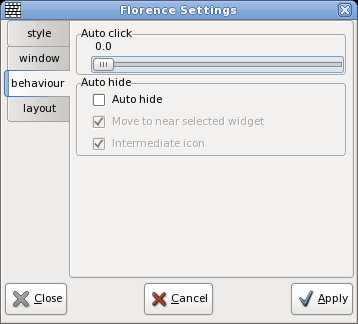 Florence Settings
style
window
behaviour
layout
Auto click
0.0
Auto hide
Auto hide
Move to near selected widget
Intermediate icon
Close
Cancel
Apply